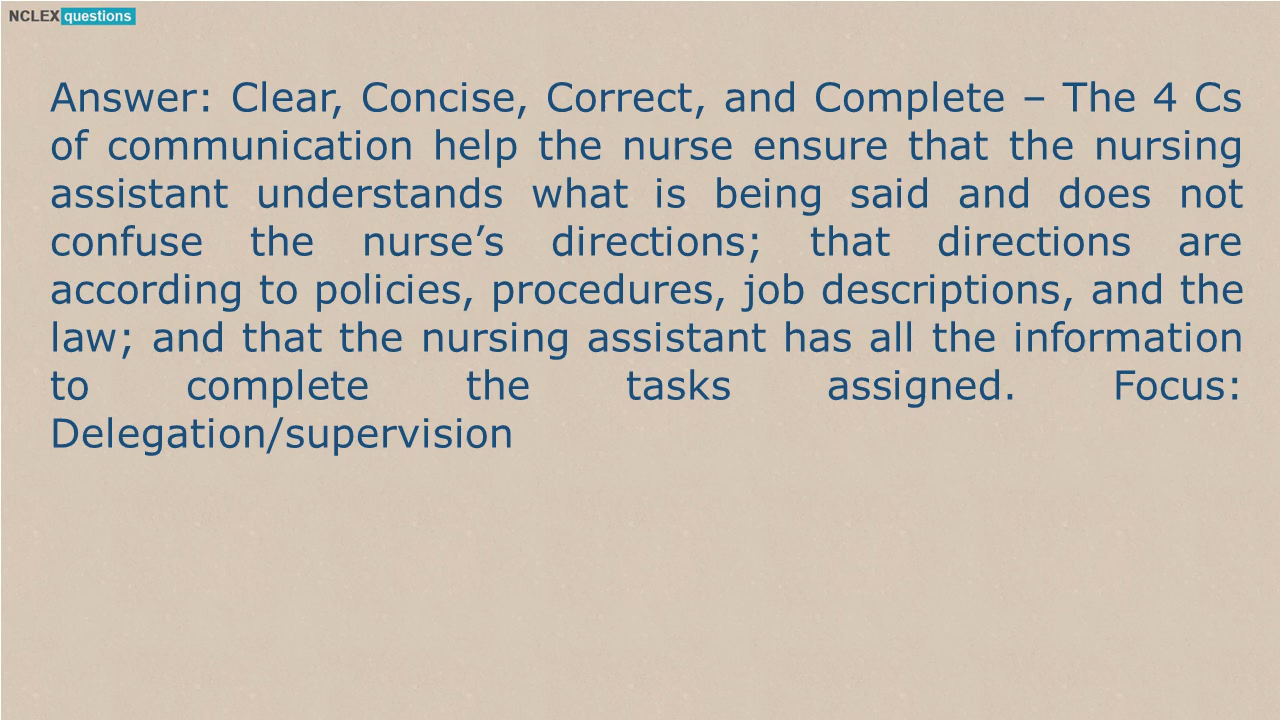 NCLEX questions
Answer: Clear, Concise, Correct, and Complete – The 4 Cs
of communication help the nurse ensure that the nursing
assistant understands what is being said and does not
confuse the nurse’s directions; that directions are
according to policies, procedures, job descriptions, and the
law; and that the nursing assistant has all the information
to complete the tasks assigned. Focus:
Delegation/supervision